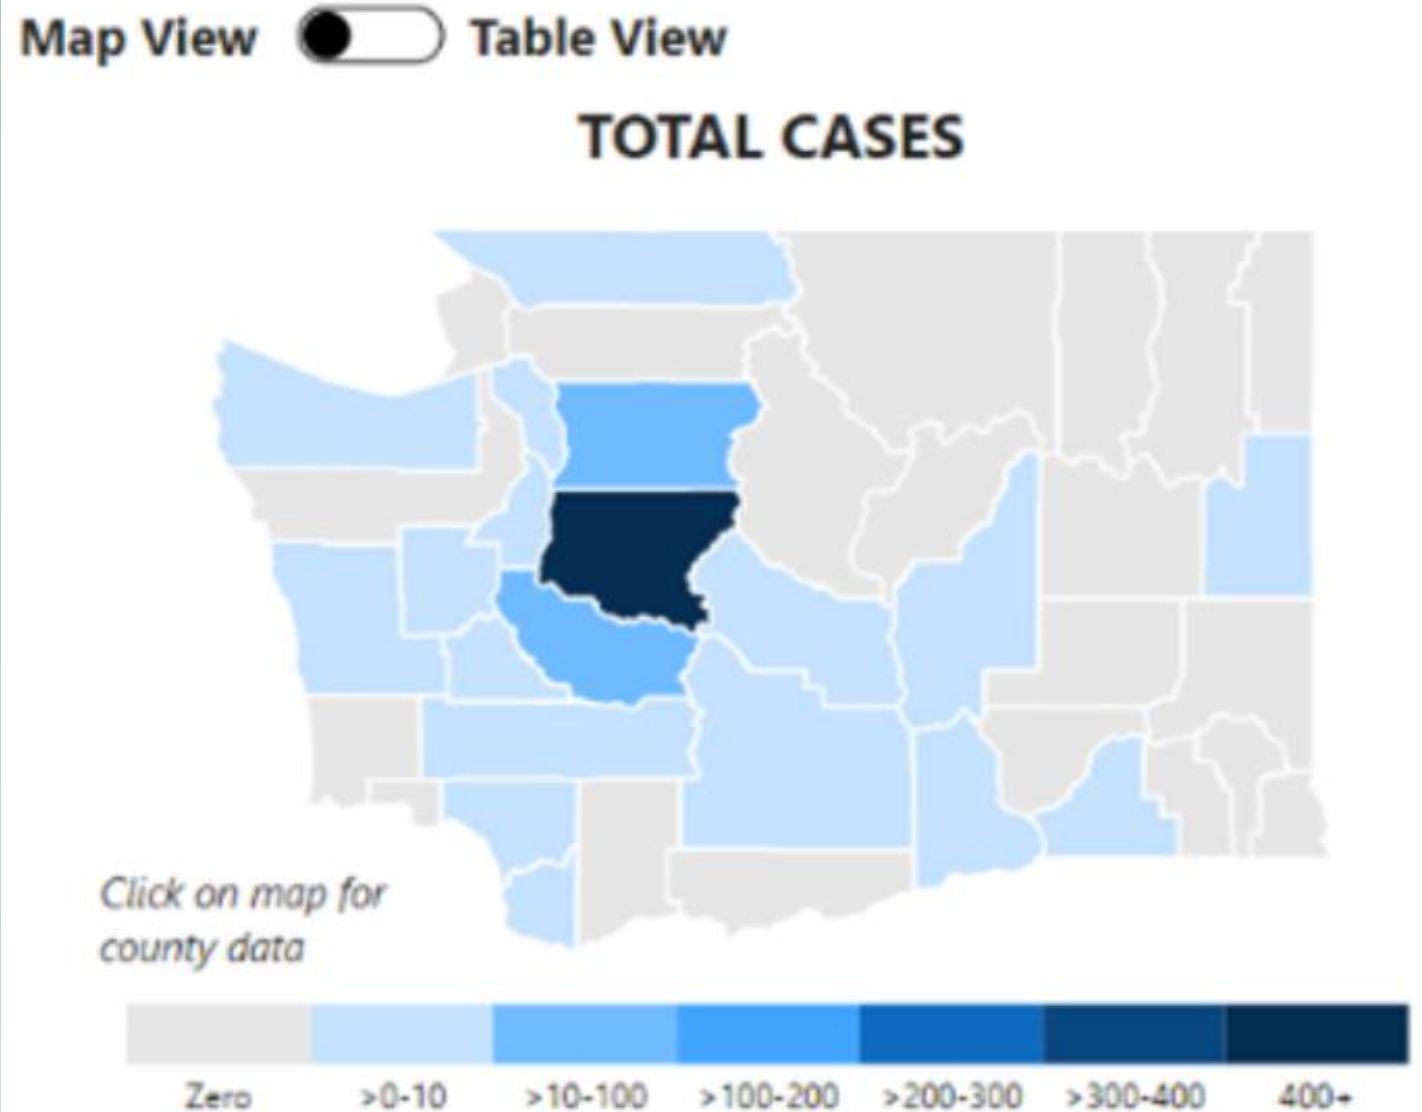 Map View Table View
TOTAL CASES
Click on map for
county data
Zero >0-10 >10-100 >100-200 >200-300 >300-400 400+